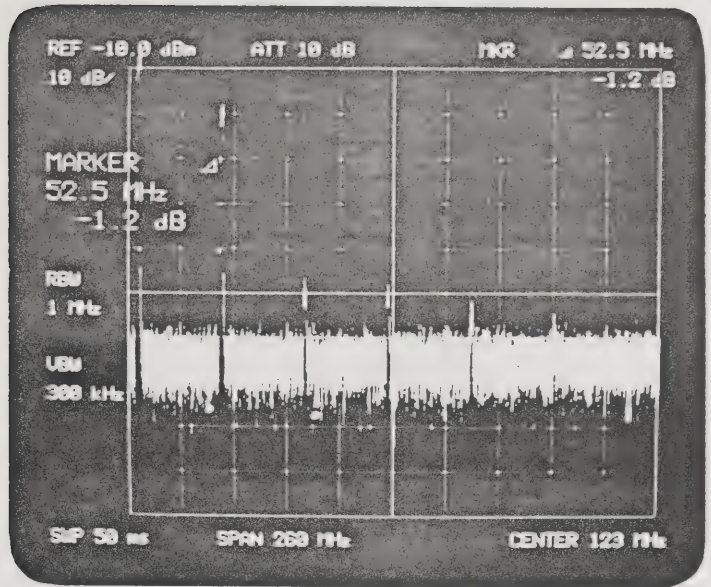 REF -10.0 dBm ATT 10 dB MKR ⊿ 52.5 MHz
10 dB/ -1.2 dB
MARKER ⊿
52.5 MHz
-1.2 dB
RBW
1 MHz
VBW
300 kHz
SWP 50 ms SPAN 260 MHz CENTER 123 MHz